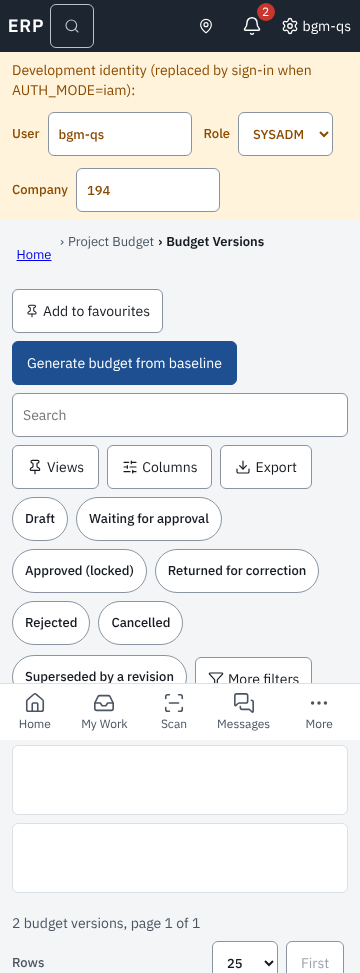 ERP
2
bgm-qs
Development identity (replaced by sign-in when
AUTH_MODE=iam):
User bgm-qs Role SYSADM
Company 194
Home › Project Budget › Budget Versions
Add to favourites
Generate budget from baseline
Search
Views Columns Export
Draft Waiting for approval
Approved (locked) Returned for correction
Rejected Cancelled
Superseded by a revision More filters
Home My Work Scan Messages More
2 budget versions, page 1 of 1
Rows 25 First